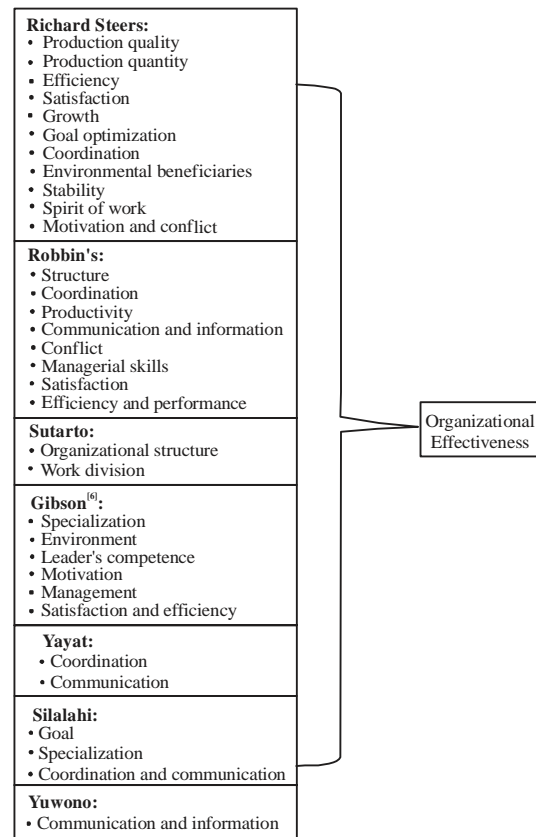 Richard Steers:
• Production quality
• Production quantity
• Efficiency
• Satisfaction
• Growth
• Goal optimization
• Coordination
• Environmental beneficiaries
• Stability
• Spirit of work
• Motivation and conflict
Robbin's:
• Structure
• Coordination
• Productivity
• Communication and information
• Conflict
• Managerial skills
• Satisfaction
• Efficiency and performance
Sutarto:
• Organizational structure
• Work division
Gibson[6]:
• Specialization
• Environment
• Leader's competence
• Motivation
• Management
• Satisfaction and efficiency
Yayat:
• Coordination
• Communication
Silalahi:
• Goal
• Specialization
• Coordination and communication
Yuwono:
• Communication and information
Organizational
Effectiveness